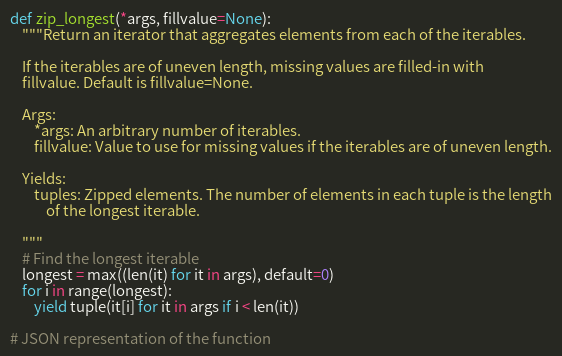 def zip_longest(*args, fillvalue=None):
"""Return an iterator that aggregates elements from each of the iterables.
If the iterables are of uneven length, missing values are filled-in with
fillvalue. Default is fillvalue=None.
Args:
*args: An arbitrary number of iterables.
fillvalue: Value to use for missing values if the iterables are of uneven length.
Yields:
tuples: Zipped elements. The number of elements in each tuple is the length
of the longest iterable.
"""
# Find the longest iterable
longest = max((len(it) for it in args), default=0)
for i in range(longest):
yield tuple(it[i] for it in args if i < len(it))
# JSON representation of the function